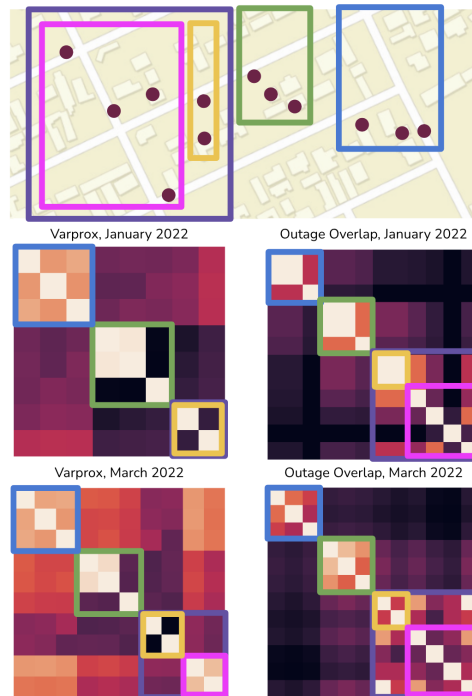 Varprox, January 2022
Outage Overlap, January 2022
Varprox, March 2022
Outage Overlap, March 2022